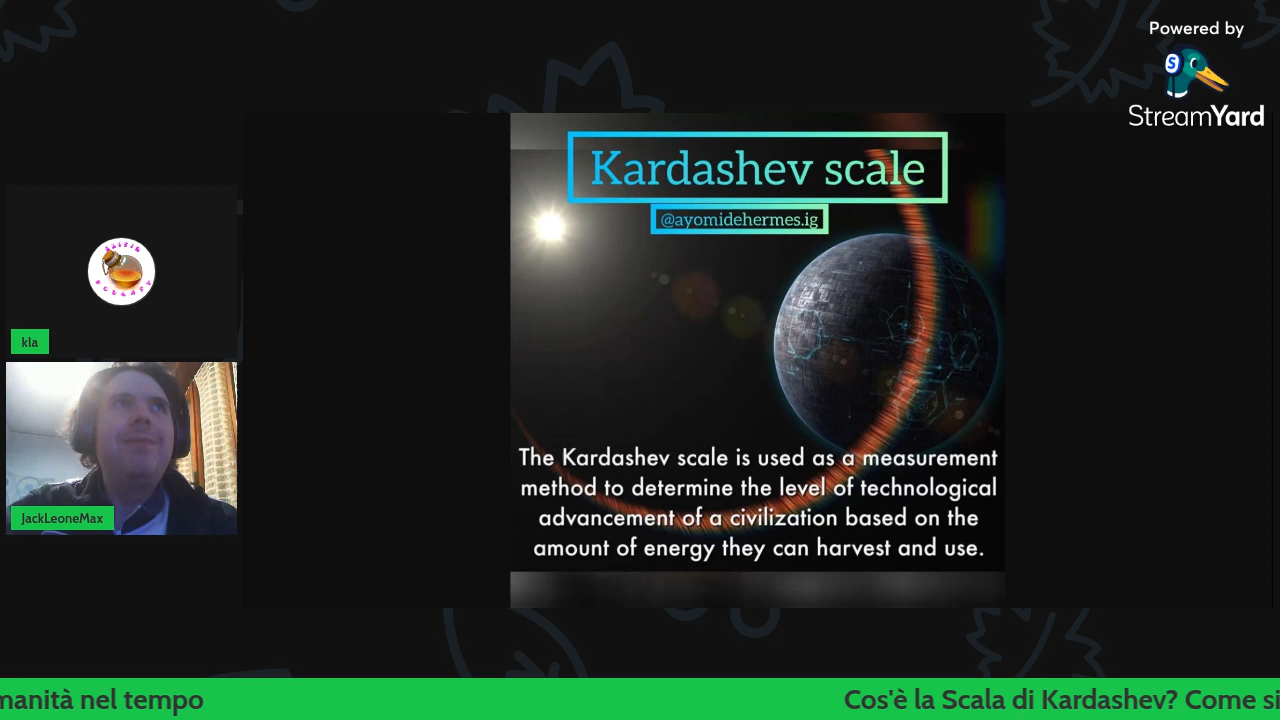 Powered by
StreamYard
Kardashev scale
@ayomidehermes.ig
The Kardashev scale is used as a measurement
method to determine the level of technological
advancement of a civilization based on the
amount of energy they can harvest and use.
kla
JackLeoneMax
manità nel tempo
Cos'è la Scala di Kardashev? Come si